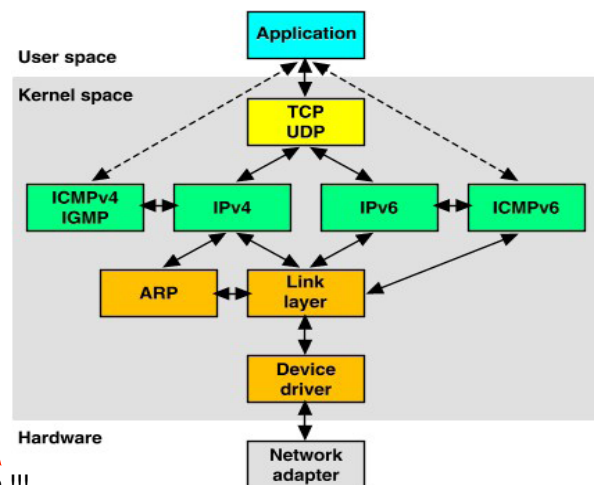 Application
User space
Kernel space
TCP
UDP
ICMPv4
IGMP
IPv4
IPv6
ICMPv6
ARP
Link
layer
Device
driver
Hardware
Network
adapter
!!!